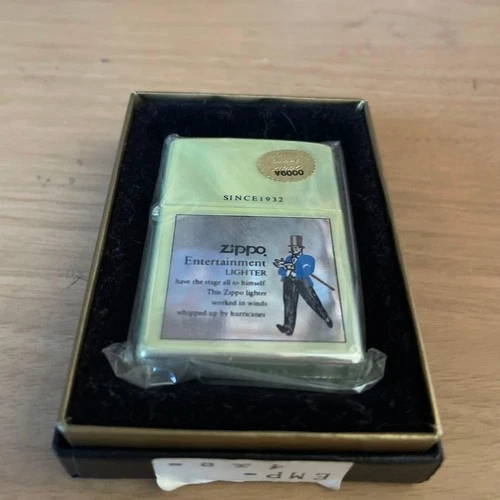 ¥6000
SINCE1932
zippo
Entertainment
LIGHTER
have the stage all to himself
This Zippo lighter
worked in winds
whipped up by hurricanes
EMP-